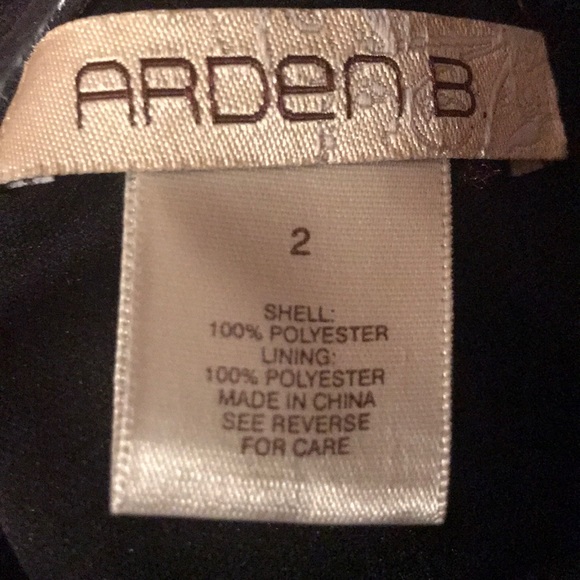 ARDen B.
2
SHELL:
100% POLYESTER
LINING:
100% POLYESTER
MADE IN CHINA
SEE REVERSE
FOR CARE